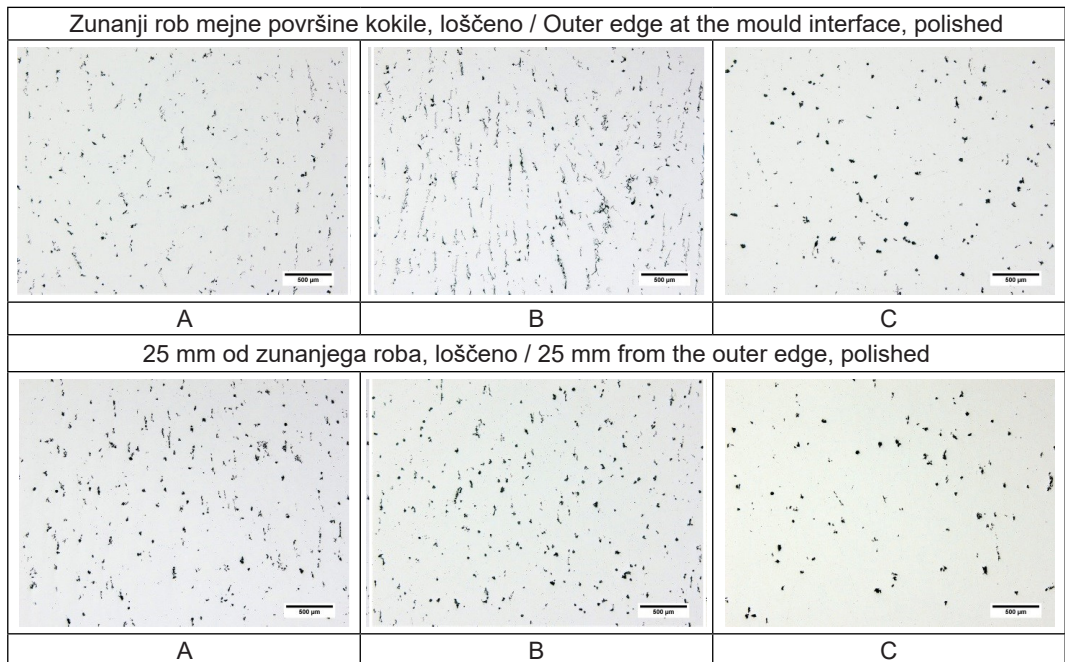 Zunanji rob mejne površine kokile, loščeno / Outer edge at the mould interface, polished
500 µm
500 µm
500 µm
A
B
C
25 mm od zunanjega roba, loščeno / 25 mm from the outer edge, polished
500 µm
500 µm
500 µm
A
B
C